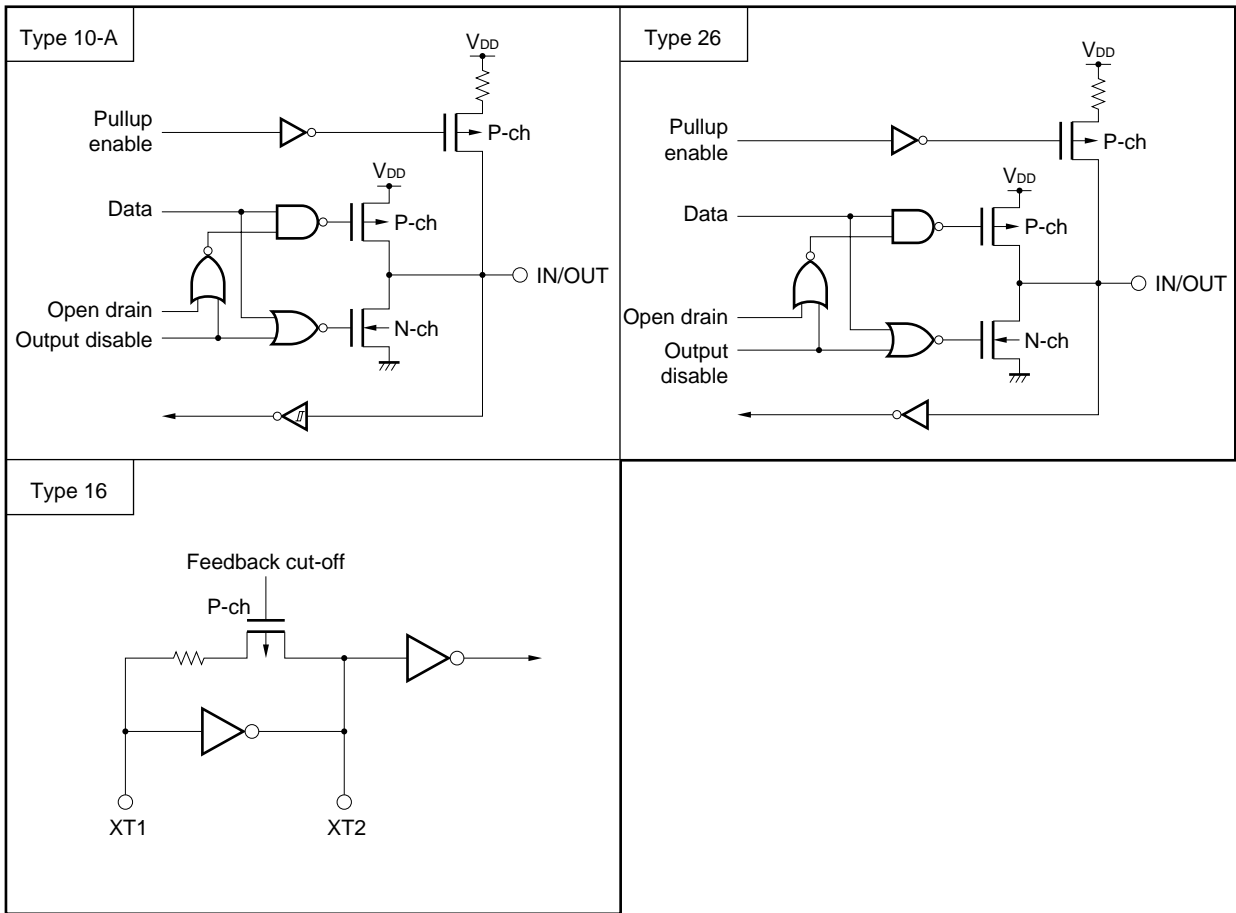 Type 10-A
VDD
Pullup
enable
P-ch
VDD
Data
P-ch
IN/OUT
Open drain
Output disable
N-ch
Type 26
VDD
Pullup
enable
P-ch
VDD
Data
P-ch
IN/OUT
Open drain
Output
disable
N-ch
Type 16
Feedback cut-off
P-ch
XT1
XT2